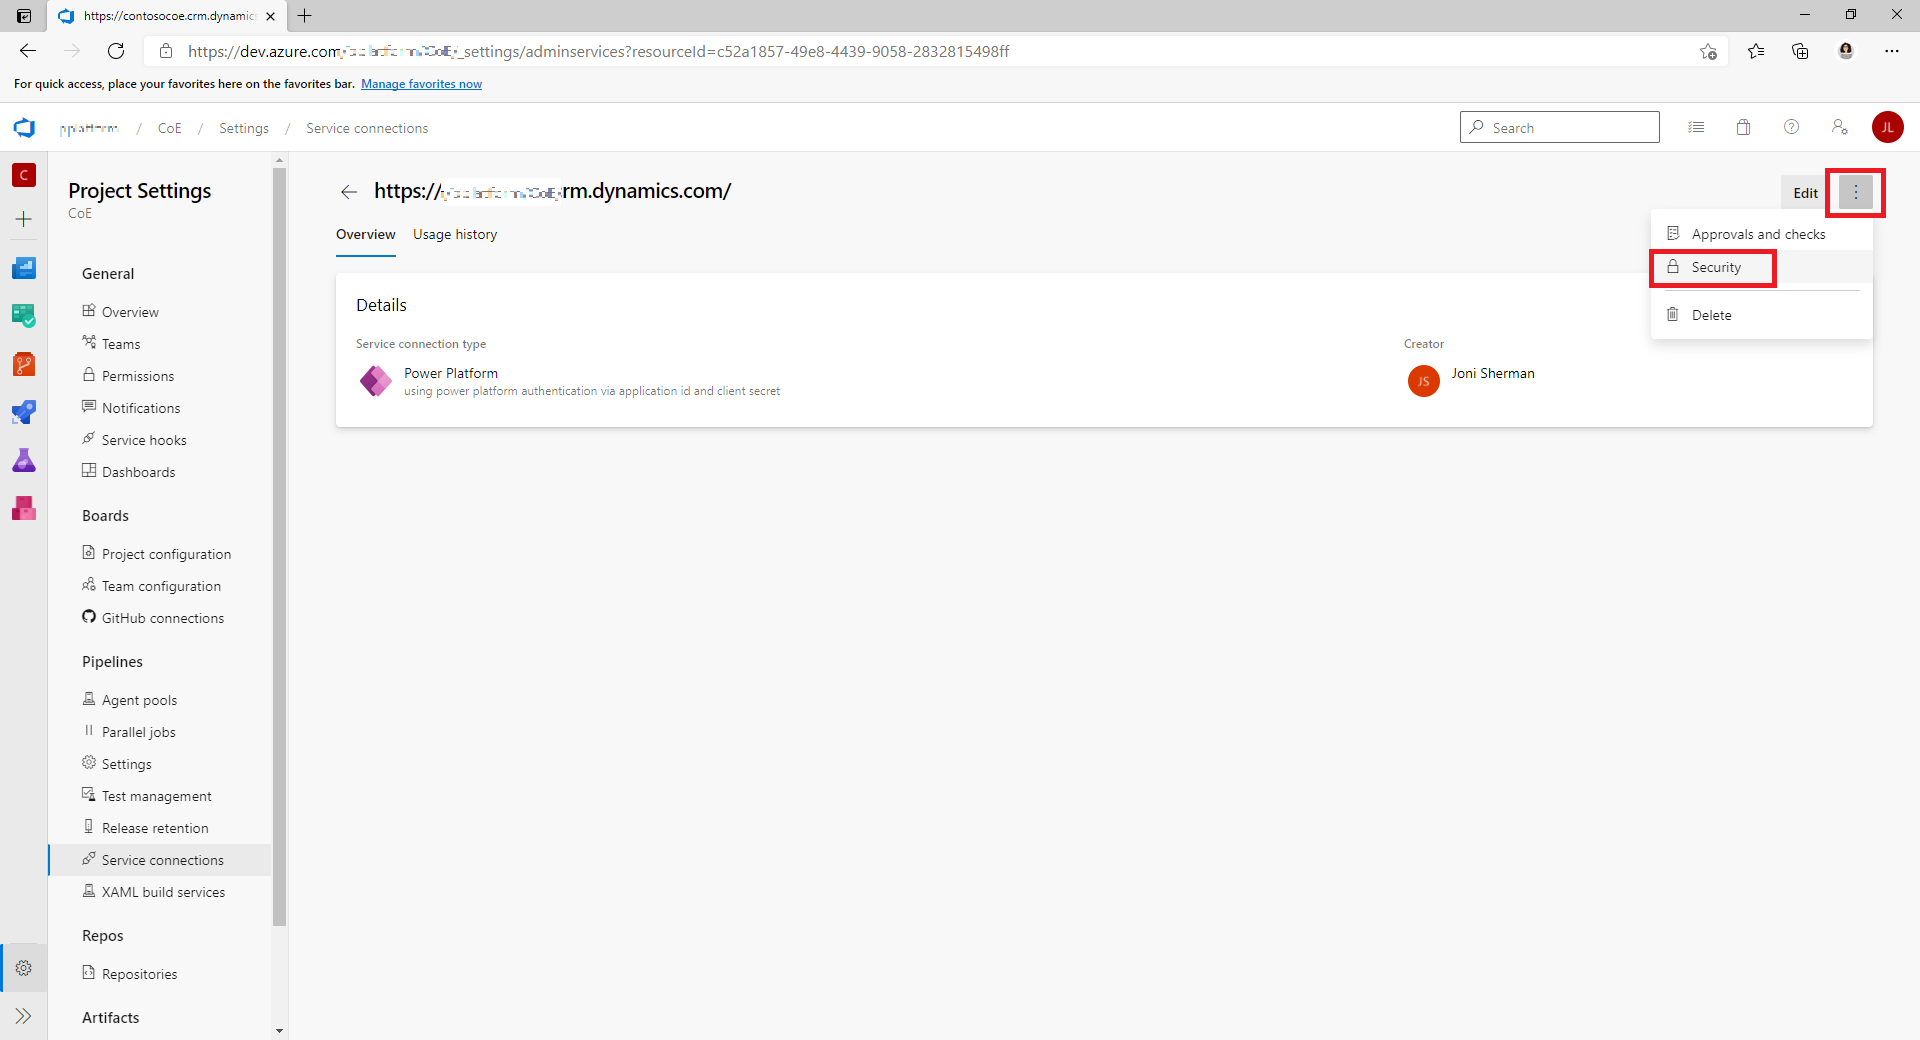 https://contosocoe.crm.dynamic
https://dev.azure.com _settings/adminservices?resourceId=c52a1857-49e8-4439-9058-2832815498ff
For quick access, place your favorites here on the favorites bar. Manage favorites now
/ CoE / Settings / Service connections
Search
JL
C
Project Settings
CoE
https:// rm.dynamics.com/
Edit
Overview Usage history
Approvals and checks
Security
Delete
Details
Service connection type
Power Platform
using power platform authentication via application id and client secret
Creator
JS
Joni Sherman
General
Overview
Teams
Permissions
Notifications
Service hooks
Dashboards
Boards
Project configuration
Team configuration
GitHub connections
Pipelines
Agent pools
Parallel jobs
Settings
Test management
Release retention
Service connections
XAML build services
Repos
Repositories
Artifacts